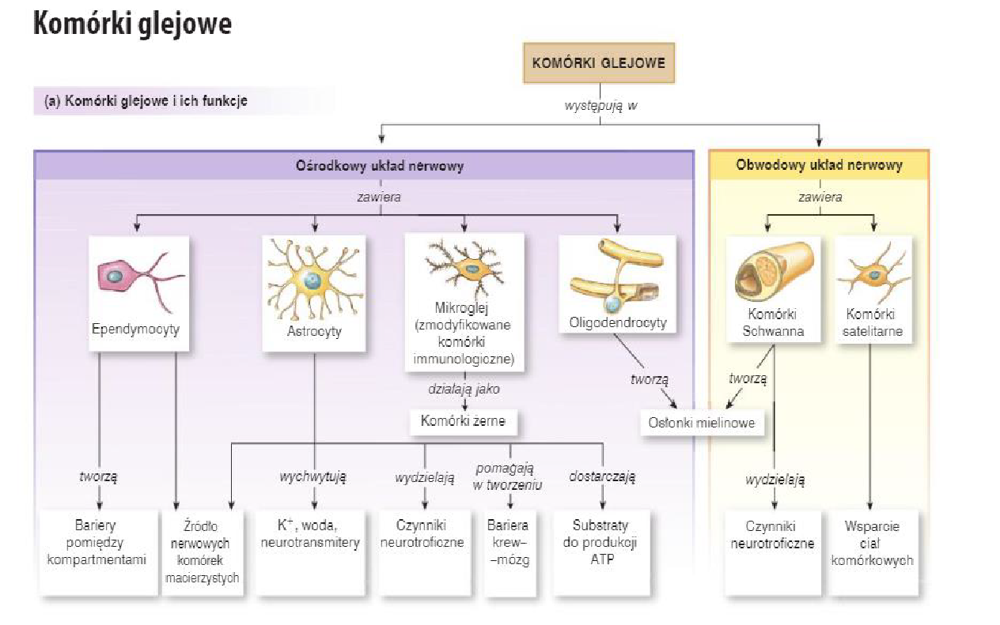 Komórki glejowe
KOMÓRKI GLEJOWE
(a) Komórki glejowe i ich funkcje
występują w
Ośrodkowy układ nerwowy
zawiera
Ependymocyty
Astrocyty
Mikroglej
(zmodyfikowane
komórki
immunologiczne)
Oligodendrocyty
Obwodowy układ nerwowy
zawiera
Komórki
Schwanna
Komórki
satelitarne
działają jako
Komórki żerne
tworzą
tworzą
Osłonki mielinowe
tworzą
wychwytują
wydzielają
pomagają
w tworzeniu
dostarczają
wydzielają
Bariery
pomiędzy
kompartmentami
Źródło
nerwowych
komórek
macierzystych
K⁺, woda,
neurotransmitery
Czynniki
neurotroficzne
Bariera
krew–
–mózg
Substraty
do produkcji
ATP
Czynniki
neurotroficzne
Wsparcie
ciał
komórkowych